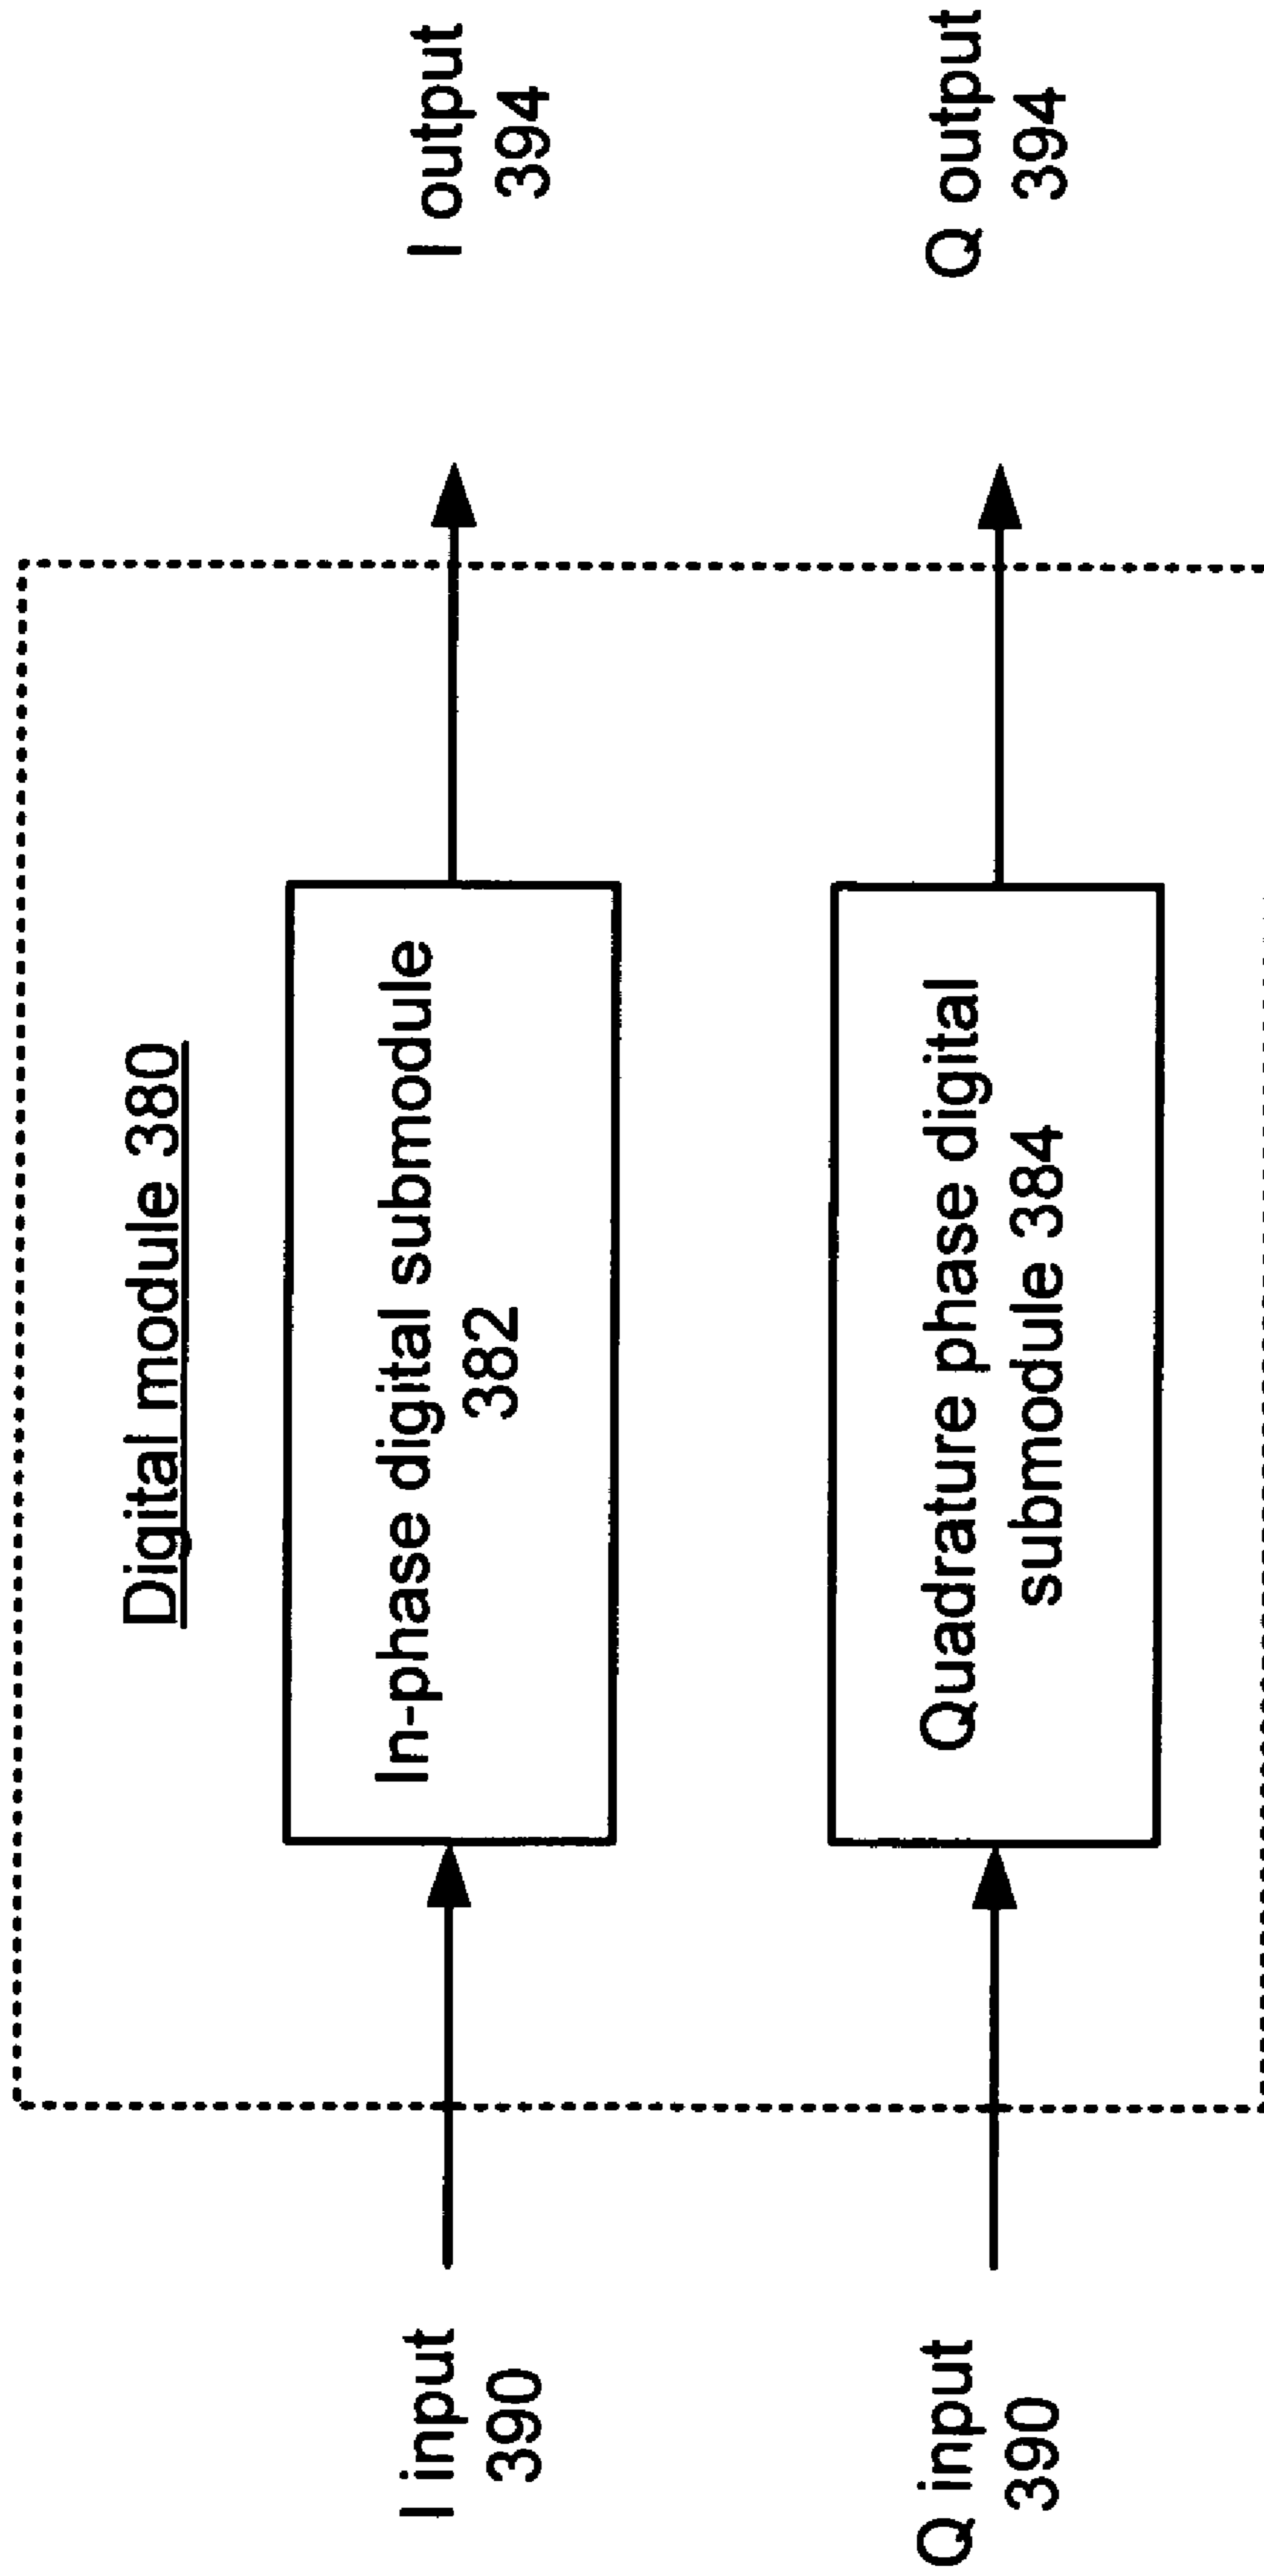 Digital module 380
I input
390
In-phase digital submodule
382
I output
394
Q input
390
Quadrature phase digital
submodule 384
Q output
394